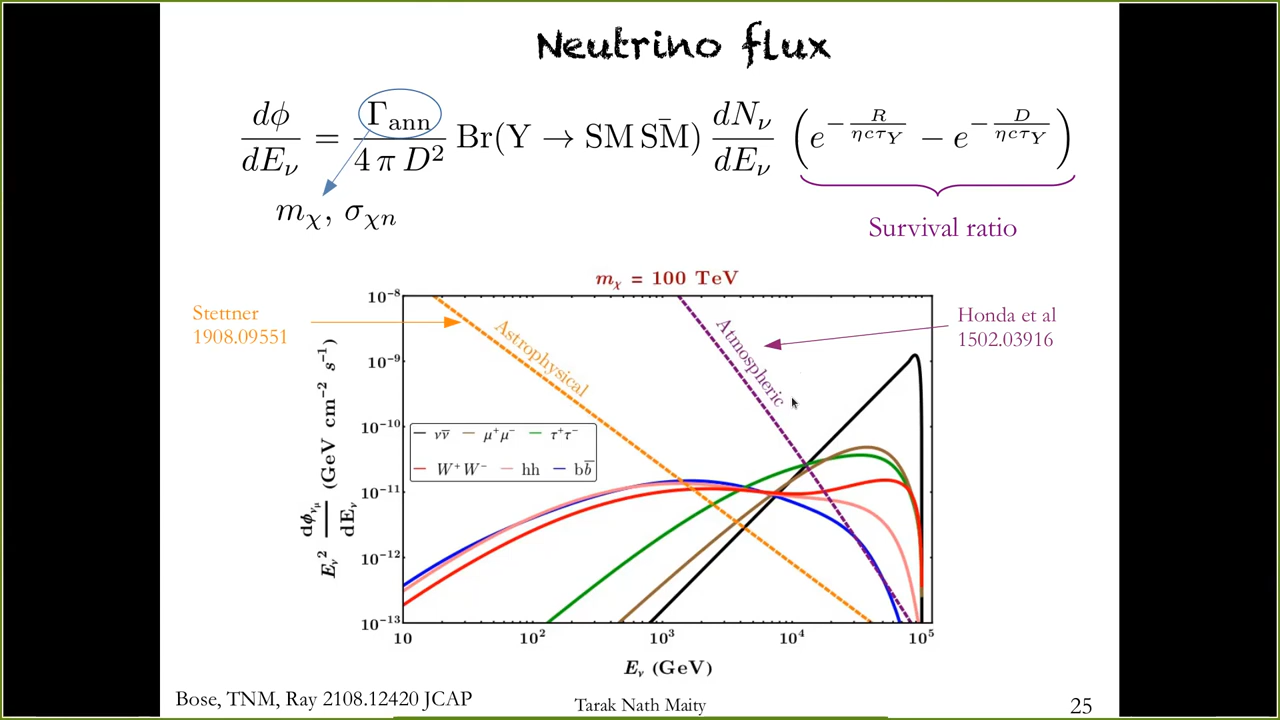 Neutrino flux
dφ/dE_ν = Γ_ann/(4 π D²) Br(Y → SM SM̄) dN_ν/dE_ν (e^{-R/(ηcτ_Y)} − e^{-D/(ηcτ_Y)})
m_χ, σ_χn
Survival ratio
m_χ = 100 TeV
Stettner
1908.09551
Honda et al
1502.03916
Astrophysical
Atmospheric
νν̄ μ⁺μ⁻ τ⁺τ⁻
W⁺W⁻ hh bb̄
E_ν² dφ_{ν_μ}/dE_ν (GeV cm⁻² s⁻¹)
10⁻⁸
10⁻⁹
10⁻¹⁰
10⁻¹¹
10⁻¹²
10⁻¹³
10 10² 10³ 10⁴ 10⁵
E_ν (GeV)
Bose, TNM, Ray 2108.12420 JCAP
Tarak Nath Maity
25